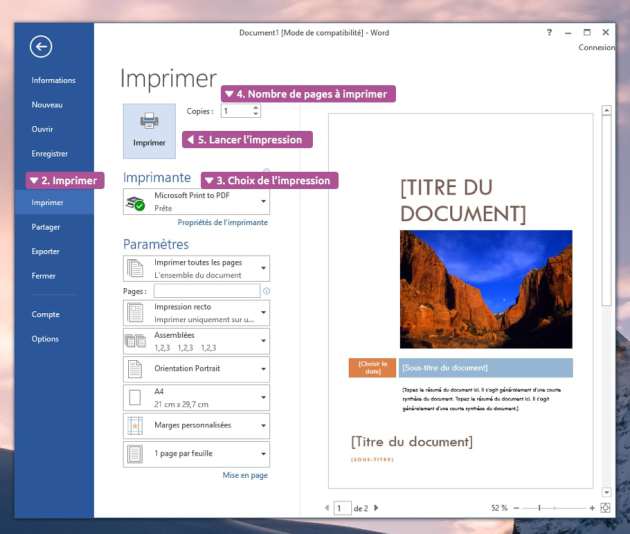 Document1 [Mode de compatibilité] - Word
?
Connexion
Informations
Nouveau
Ouvrir
Enregistrer
2. Imprimer
Imprimer
Partager
Exporter
Fermer
Compte
Options
Imprimer
4. Nombre de pages à imprimer
Copies : 1
Imprimer
5. Lancer l'impression
Imprimante
3. Choix de l'impression
Microsoft Print to PDF
Prête
Propriétés de l'imprimante
Paramètres
Imprimer toutes les pages
L'ensemble du document
Pages :
Impression recto
Imprimer uniquement sur u...
Assemblées
1,2,3 1,2,3 1,2,3
Orientation Portrait
A4
21 cm x 29,7 cm
Marges personnalisées
1 page par feuille
Mise en page
[TITRE DU
DOCUMENT]
[Choisir la
date]
[Sous-titre du document]
[Tapez le résumé du document ici. Il s'agit généralement d'une courte
synthèse du document. Tapez le résumé du document ici. Il s'agit
généralement d'une courte synthèse du document.]
[Titre du document]
[SOUS-TITRE]
1 de 2
52 %